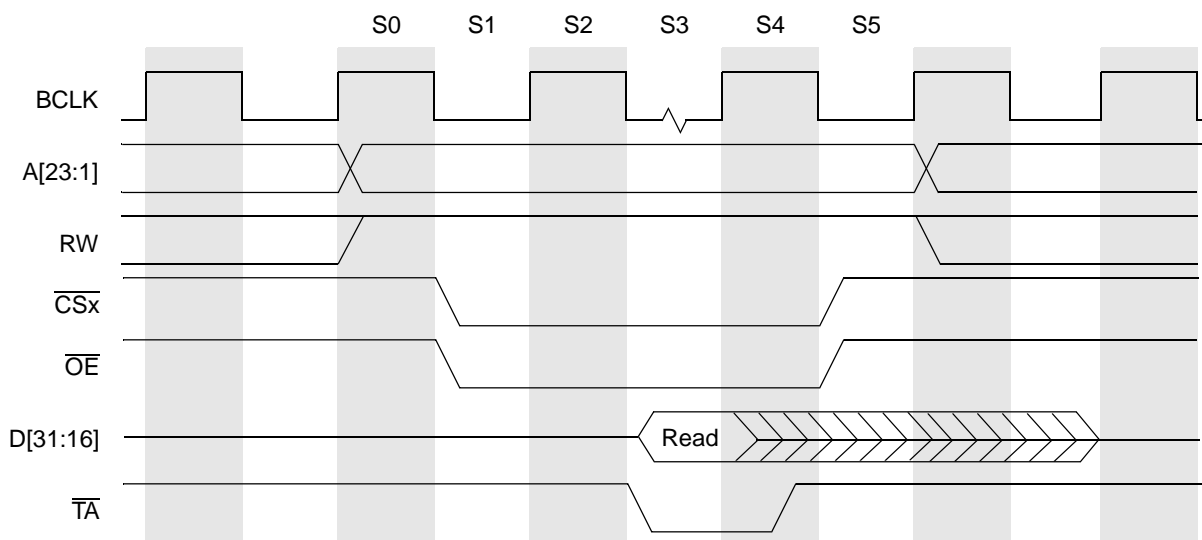 S0 S1 S2 S3 S4 S5
BCLK
A[23:1]
RW
CSx
OE
D[31:16] Read
TA